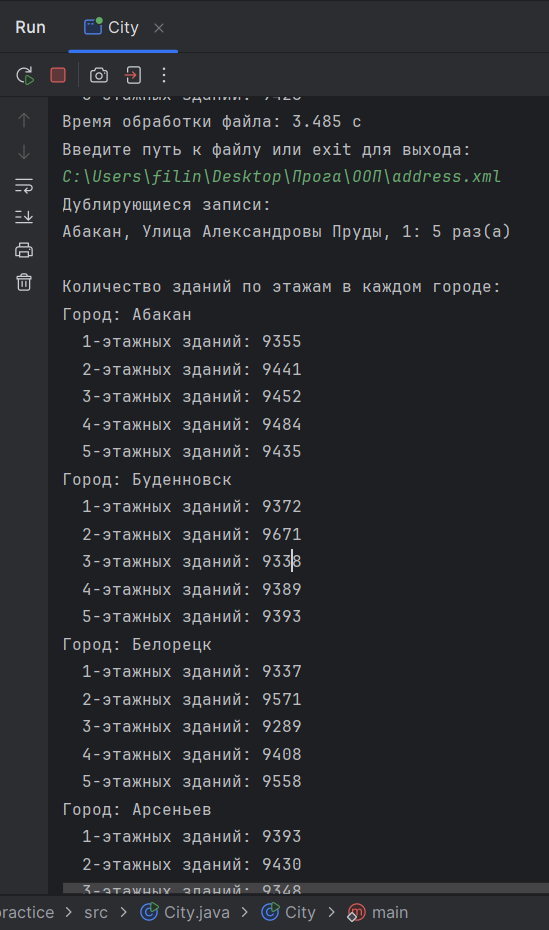 Run City
5-этажных зданий: 9428
Время обработки файла: 3.485 с
Введите путь к файлу или exit для выхода:
C:\Users\filin\Desktop\Прога\ООП\address.xml
Дублирующиеся записи:
Абакан, Улица Александровы Пруды, 1: 5 раз(а)
Количество зданий по этажам в каждом городе:
Город: Абакан
1-этажных зданий: 9355
2-этажных зданий: 9441
3-этажных зданий: 9452
4-этажных зданий: 9484
5-этажных зданий: 9435
Город: Буденновск
1-этажных зданий: 9372
2-этажных зданий: 9671
3-этажных зданий: 9338
4-этажных зданий: 9389
5-этажных зданий: 9393
Город: Белорецк
1-этажных зданий: 9337
2-этажных зданий: 9571
3-этажных зданий: 9289
4-этажных зданий: 9408
5-этажных зданий: 9558
Город: Арсеньев
1-этажных зданий: 9393
2-этажных зданий: 9430
3-этажных зданий: 9348
ractice > src > City.java > City > main